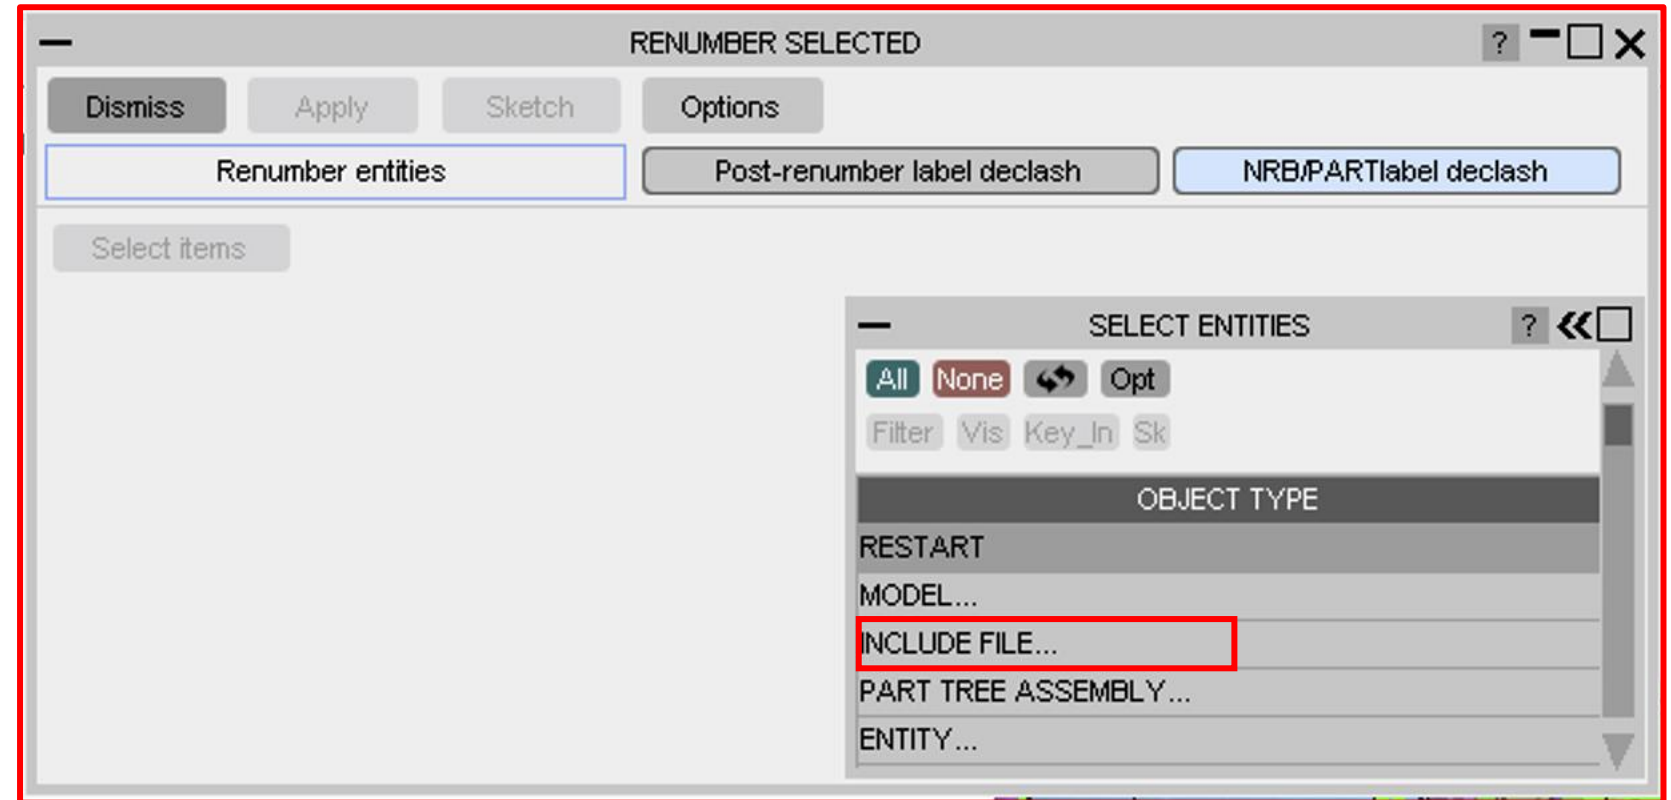 RENUMBER SELECTED ?
Dismiss Apply Sketch Options
Renumber entities Post-renumber label declash NRB/PARTlabel declash
Select items
SELECT ENTITIES ?
All None Opt
Filter Vis Key_In Sk
OBJECT TYPE
RESTART
MODEL...
INCLUDE FILE...
PART TREE ASSEMBLY...
ENTITY...